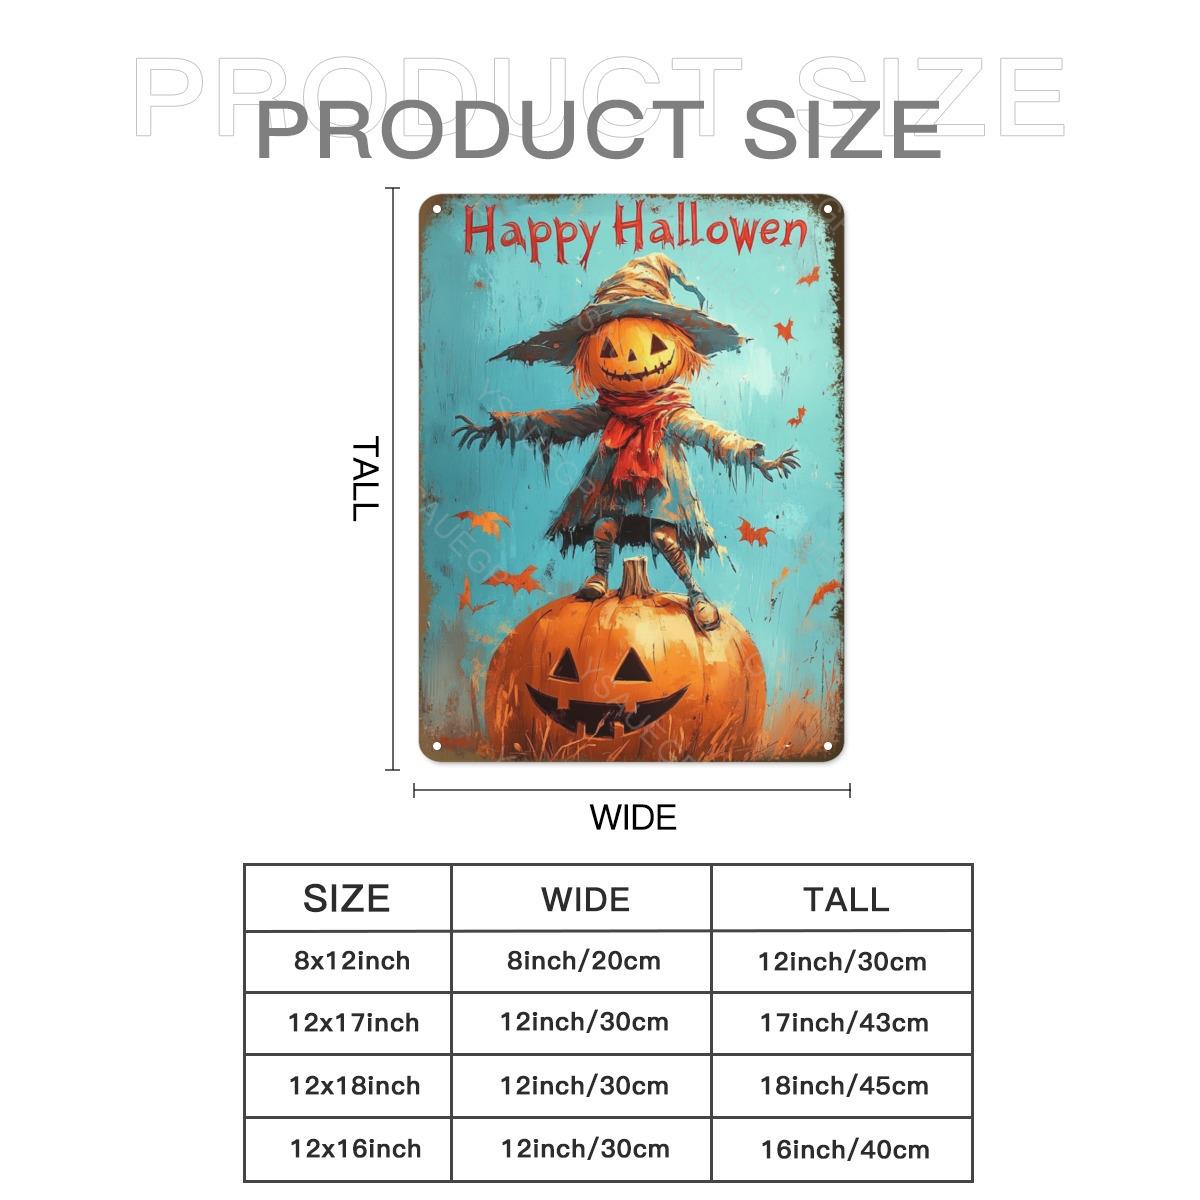 PRODUCT SIZE
PRODUCT SIZE
Happy Hallowen
TALL
WIDE
SIZE WIDE TALL
8x12inch 8inch/20cm 12inch/30cm
12x17inch 12inch/30cm 17inch/43cm
12x18inch 12inch/30cm 18inch/45cm
12x16inch 12inch/30cm 16inch/40cm